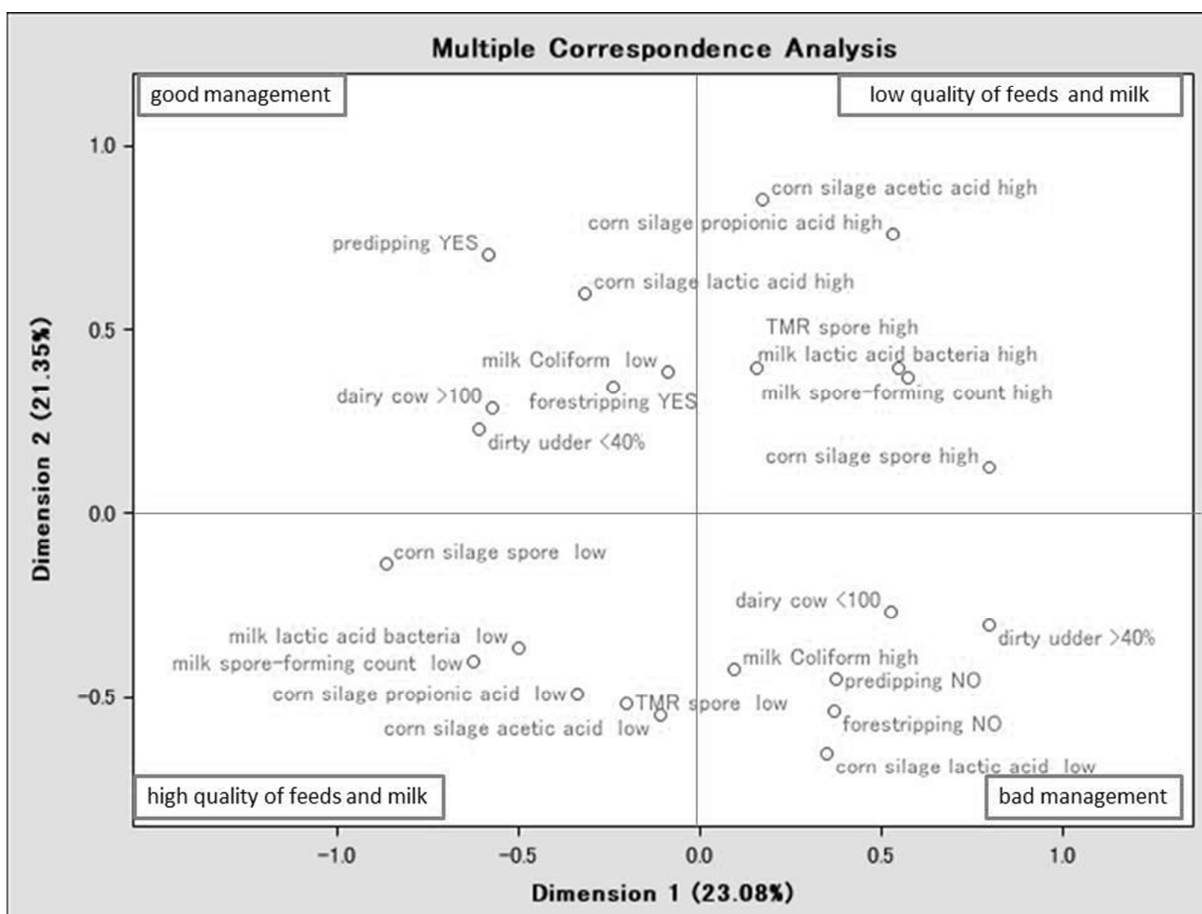 Multiple Correspondence Analysis
good management
low quality of feeds and milk
1.0
corn silage acetic acid high
corn silage propionic acid high
predipping YES
corn silage lactic acid high
0.5
TMR spore high
milk Coliform low
milk lactic acid bacteria high
dairy cow >100
forestripping YES
milk spore-forming count high
dirty udder <40%
corn silage spore high
0.0
Dimension 2 (21.35%)
corn silage spore low
dairy cow <100
dirty udder >40%
milk lactic acid bacteria low
milk spore-forming count low
milk Coliform high
predipping NO
-0.5
corn silage propionic acid low
TMR spore low
corn silage acetic acid low
forestripping NO
corn silage lactic acid low
high quality of feeds and milk
bad management
-1.0
-0.5
0.0
0.5
1.0
Dimension 1 (23.08%)